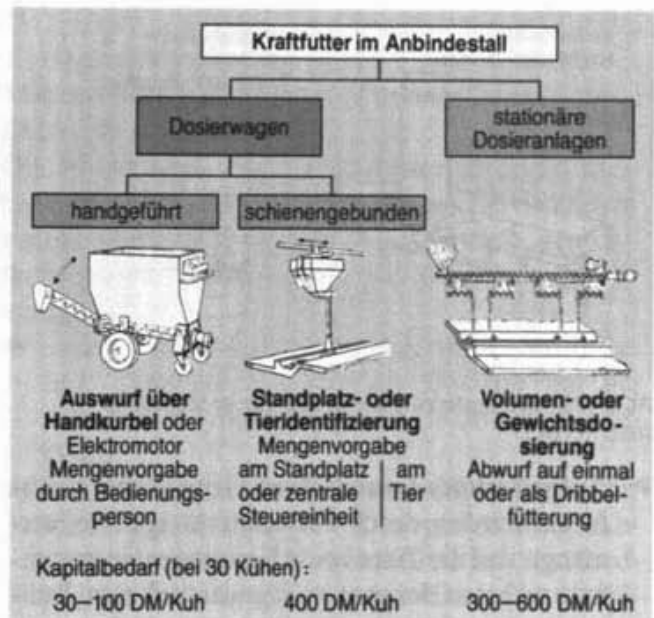 Kraftfutter im Anbindestall
Dosierwagen
stationäre
Dosieranlagen
handgeführt
schienengebunden
Auswurf über
Handkurbel oder
Elektromotor
Mengenvorgabe
durch Bedienungs-
person
Standplatz- oder
Tieridentifizierung
Mengenvorgabe
am Standplatz
oder zentrale
Steuereinheit
am
Tier
Volumen- oder
Gewichtsdo-
sierung
Abwurf auf einmal
oder als Dribbel-
fütterung
Kapitalbedarf (bei 30 Kühen):
30–100 DM/Kuh
400 DM/Kuh
300–600 DM/Kuh